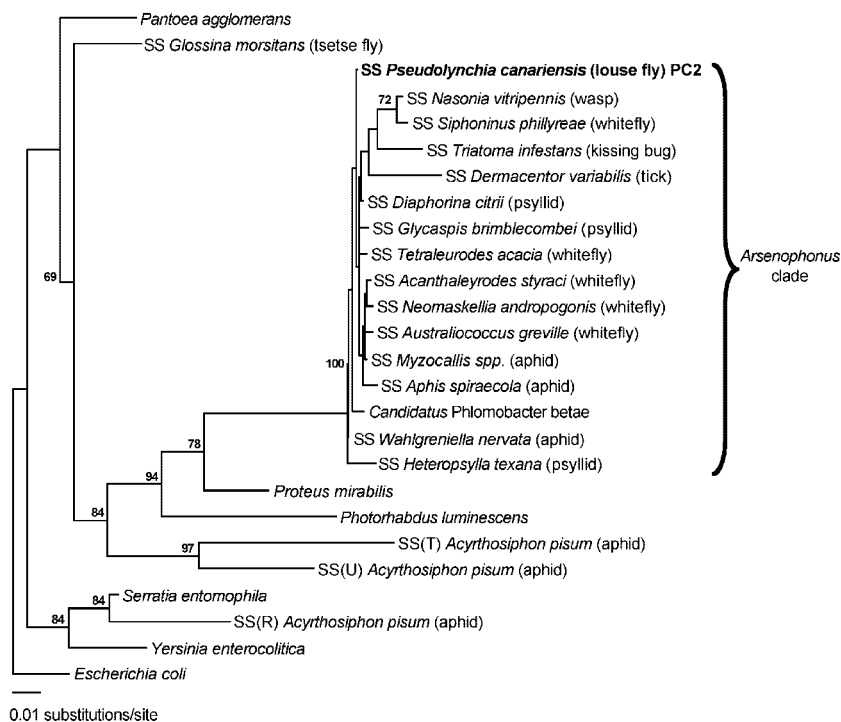 Pantoea agglomerans
SS Glossina morsitans (tsetse fly)
SS Pseudolynchia canariensis (louse fly) PC2
72
SS Nasonia vitripennis (wasp)
SS Siphoninus phillyreae (whitefly)
SS Triatoma infestans (kissing bug)
SS Dermacentor variabilis (tick)
SS Diaphorina citrii (psyllid)
SS Glycaspis brimblecombei (psyllid)
SS Tetraleurodes acacia (whitefly)
Arsenophonus
clade
69
SS Acanthaleyrodes styraci (whitefly)
SS Neomaskellia andropogonis (whitefly)
SS Australiococcus greville (whitefly)
100
SS Myzocallis spp. (aphid)
SS Aphis spiraecola (aphid)
Candidatus Phlomobacter betae
SS Wahlgreniella nervata (aphid)
78
SS Heteropsylla texana (psyllid)
94
Proteus mirabilis
84
Photorhabdus luminescens
97
SS(T) Acyrthosiphon pisum (aphid)
SS(U) Acyrthosiphon pisum (aphid)
84
Serratia entomophila
84
SS(R) Acyrthosiphon pisum (aphid)
Yersinia enterocolitica
Escherichia coli
0.01 substitutions/site